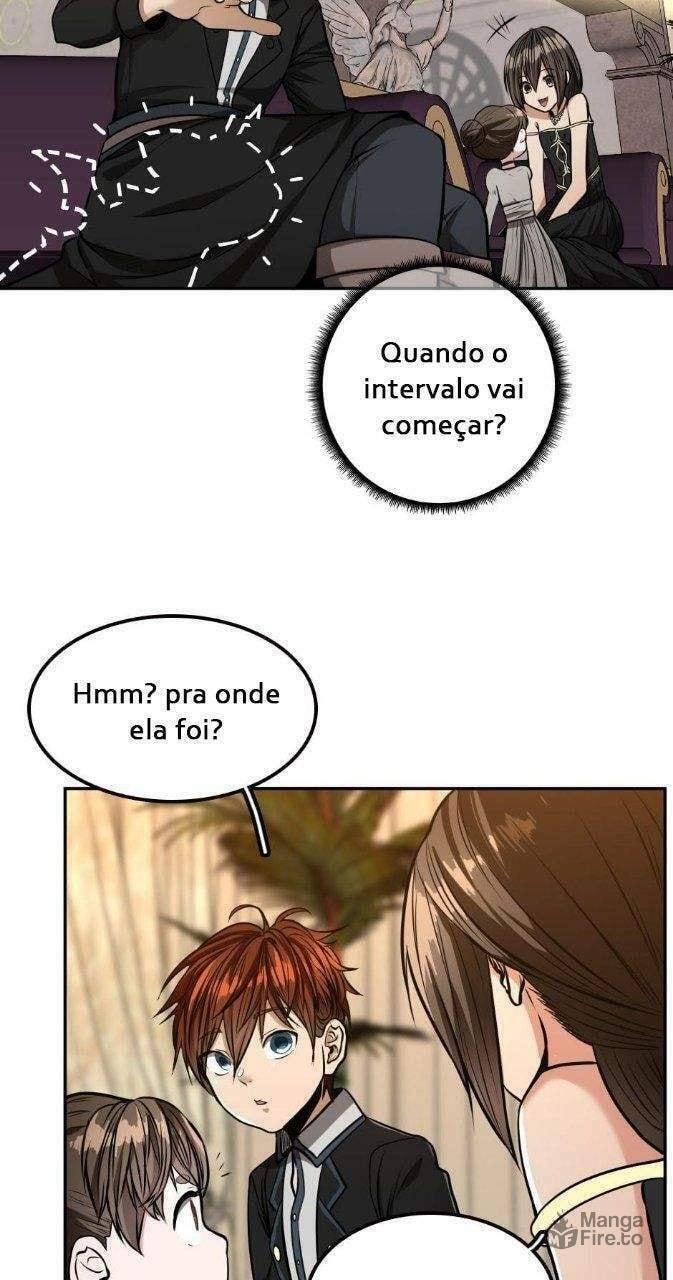 Quando o
intervalo vai
começar?
Hmm? pra onde
ela foi?
Manga
Fire.to